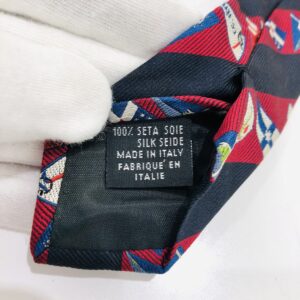 100% SETA SOIE
SILK SEIDE
MADE IN ITALY
FABRIQUÉ EN
ITALIE